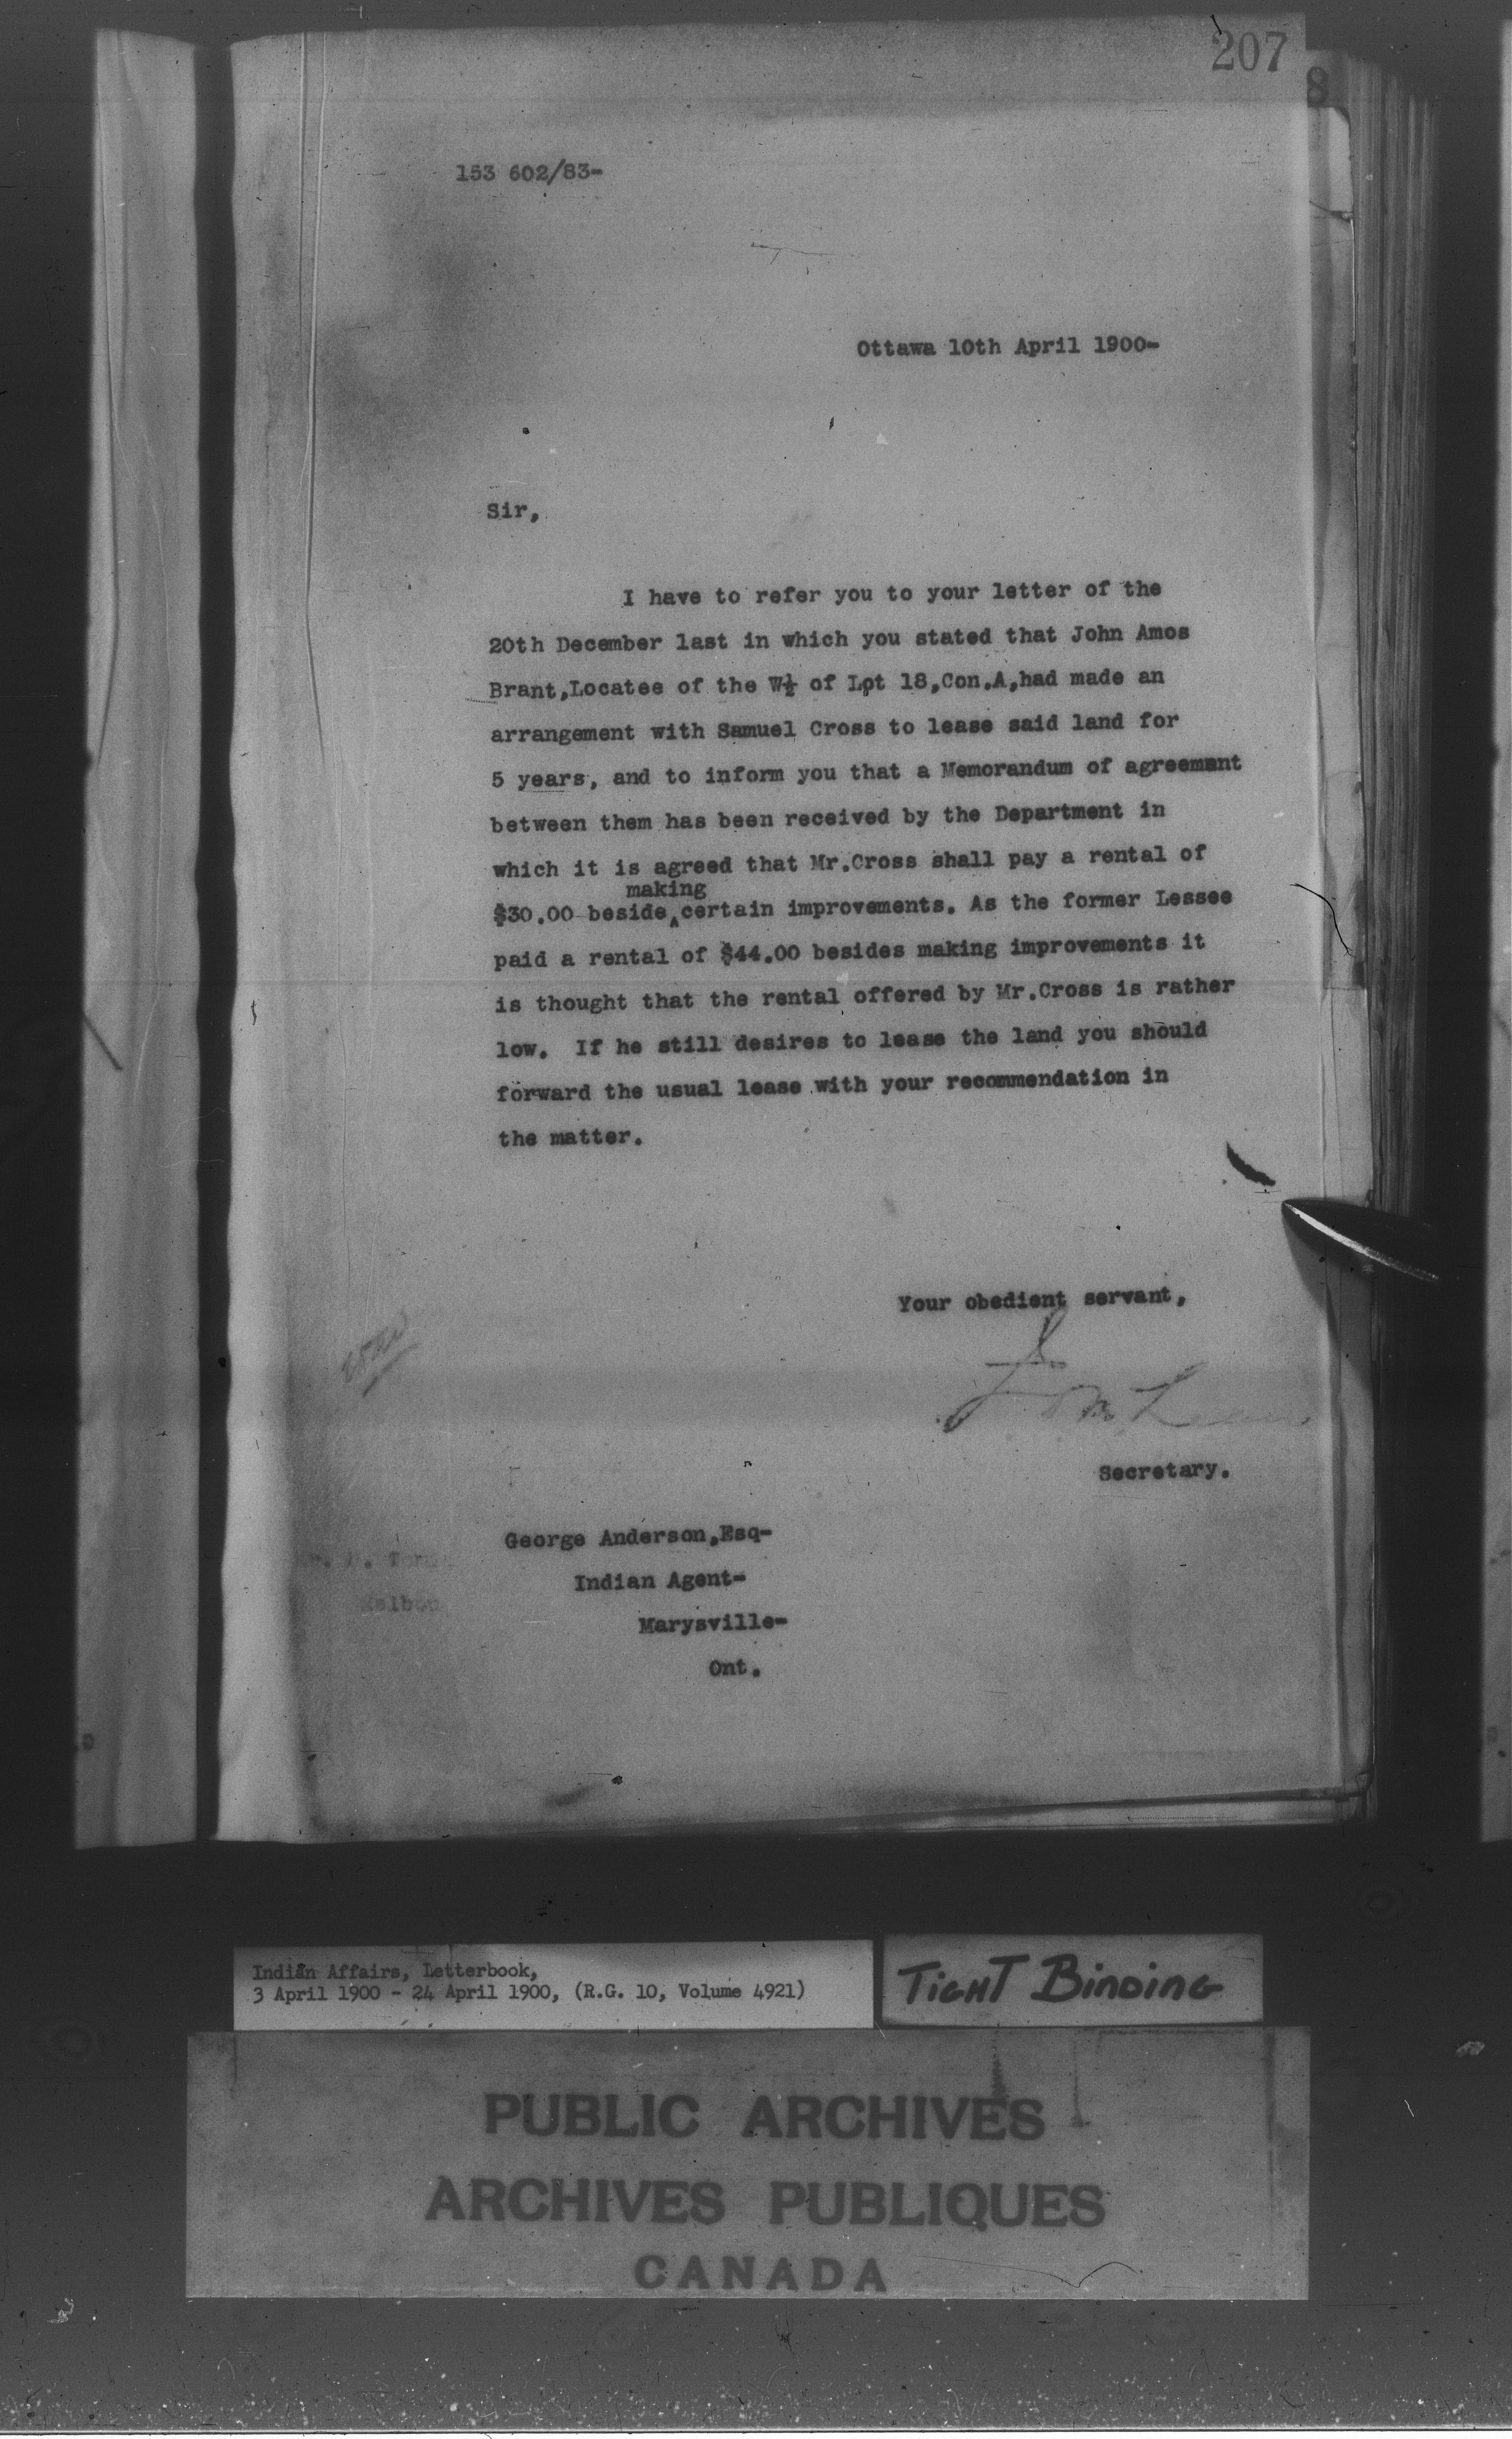 207
8
153 602/83-
Ottawa 10th April 1900-
Sir,
I have to refer you to your letter of the
20th December last in which you stated that John Amos
Brant,Locatee of the W½ of Lot 18,Con.A,had made an
arrangement with Samuel Cross to lease said land for
5 years, and to inform you that a Memorandum of agreement
between them has been received by the Department in
which it is agreed that Mr.Cross shall pay a rental of
making
$30.00 beside‸certain improvements. As the former Lessee
paid a rental of $44.00 besides making improvements it
is thought that the rental offered by Mr.Cross is rather
low. If he still desires to lease the land you should
forward the usual lease with your recommendation in
the matter.
Your obedient servant,
Secretary.
George Anderson,Esq-
Indian Agent-
Marysville-
Ont.
Indian Affairs, Letterbook,
3 April 1900 - 24 April 1900, (R.G. 10, Volume 4921)
TIGHT BINDING
PUBLIC ARCHIVES
ARCHIVES PUBLIQUES
CANADA